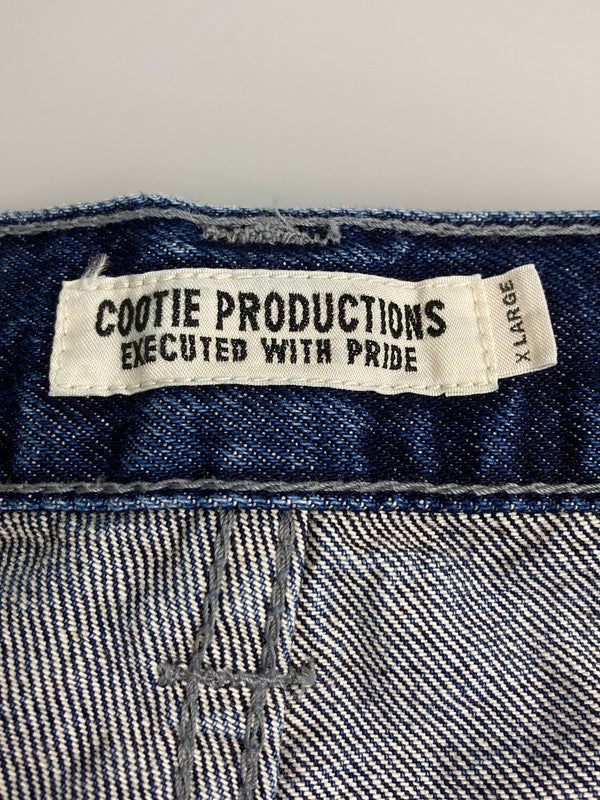 COOTIE PRODUCTIONS
EXECUTED WITH PRIDE
X LARGE